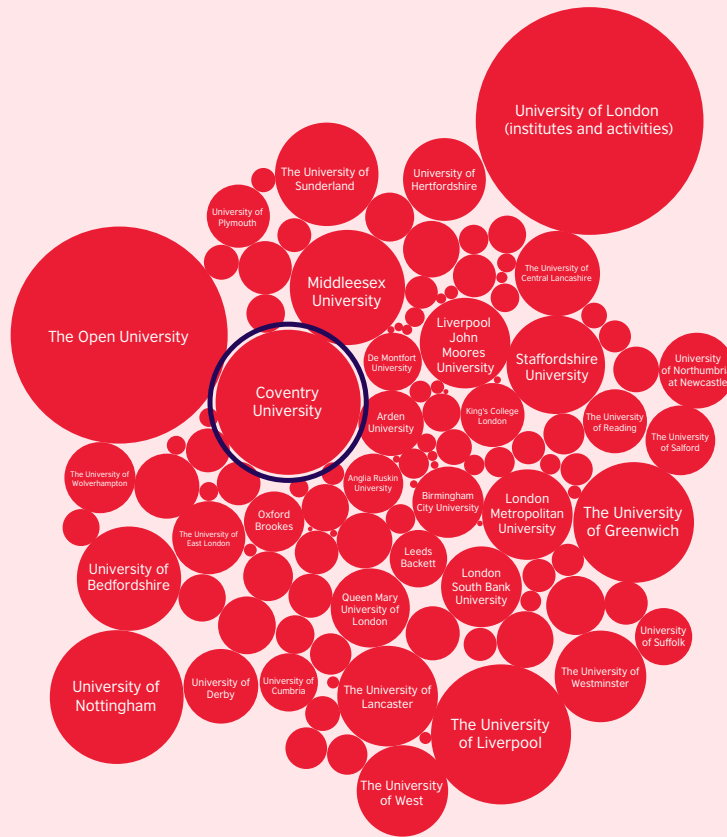 University of London
(institutes and activities)
The University of
Sunderland
University of
Hertfordshire
University of
Plymouth
The University of
Central Lancashire
Middleesex
University
The Open University
Liverpool
John
Moores
University
De Montfort
University
Staffordshire
University
University
of Northumbria
at Newcastle
Coventry
University
Arden
University
King's College
London
The University
of Reading
The University
of Salford
The University of
Wolverhampton
Anglia Ruskin
University
Birmingham
City University
London
Metropolitan
University
The University
of Greenwich
Oxford
Brookes
The University of
East London
Leeds
Backett
University of
Bedfordshire
London
South Bank
University
Queen Mary
University of
London
University
of Suffolk
University of
Nottingham
University of
Derby
University of
Cumbria
The University of
Lancaster
The University of
Westminster
The University
of Liverpool
The University
of West